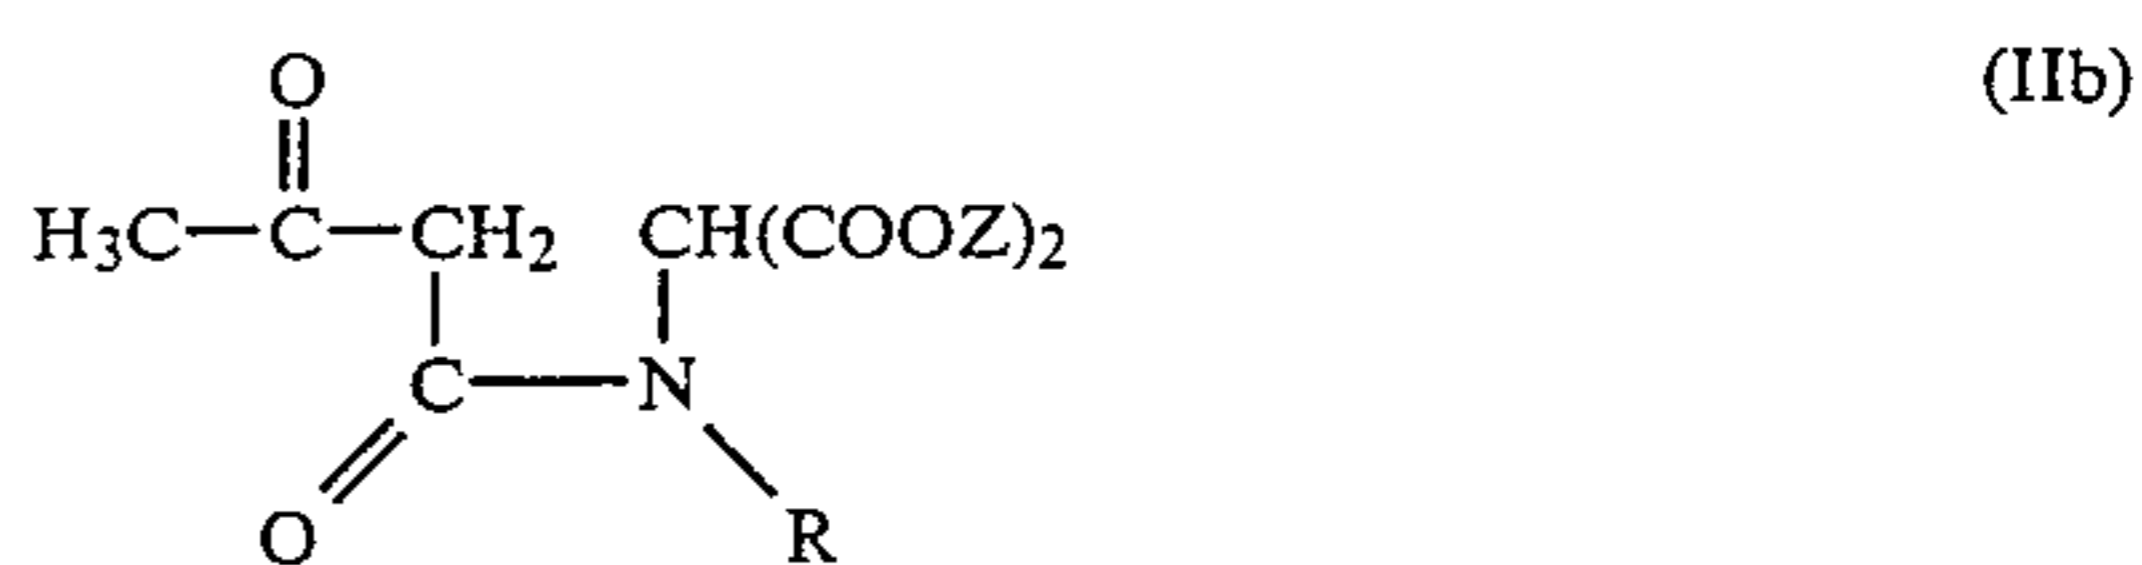 O (IIb)
H3C—C—CH2 CH(COOZ)2
C—N
O R